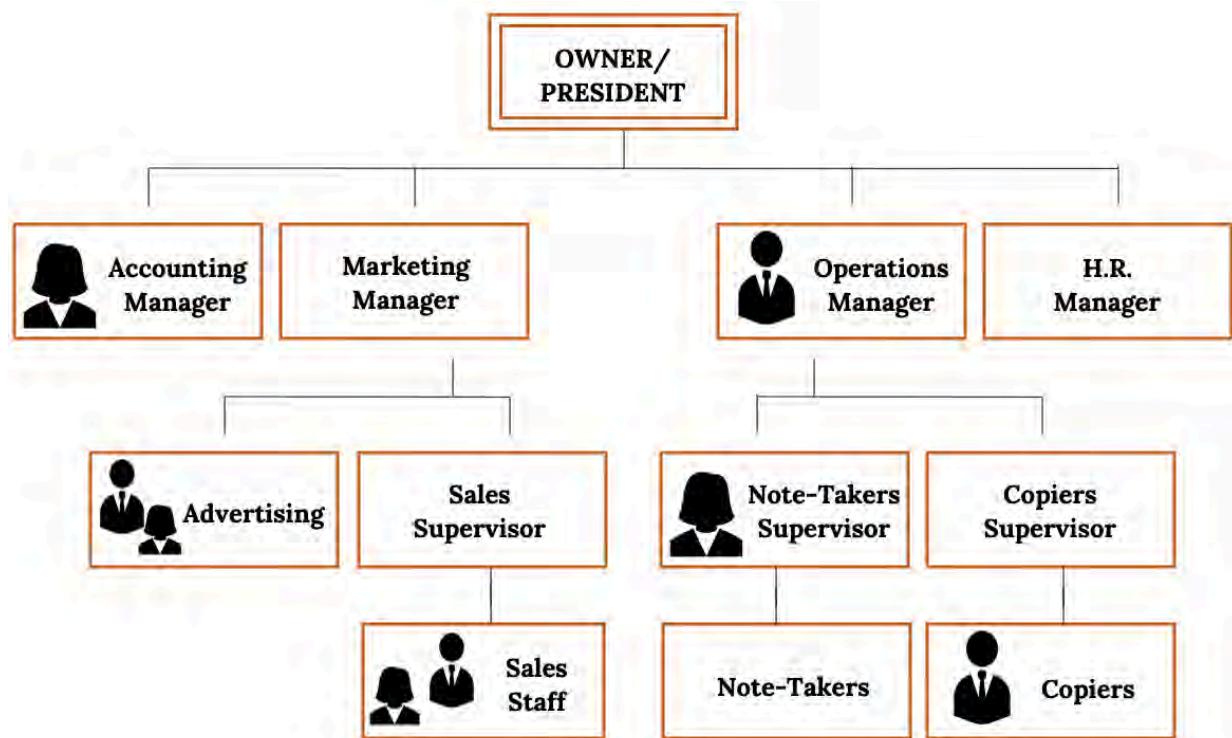 OWNER/
PRESIDENT
Accounting
Manager
Marketing
Manager
Operations
Manager
H.R.
Manager
Advertising
Sales
Supervisor
Note-Takers
Supervisor
Copiers
Supervisor
Sales
Staff
Note-Takers
Copiers